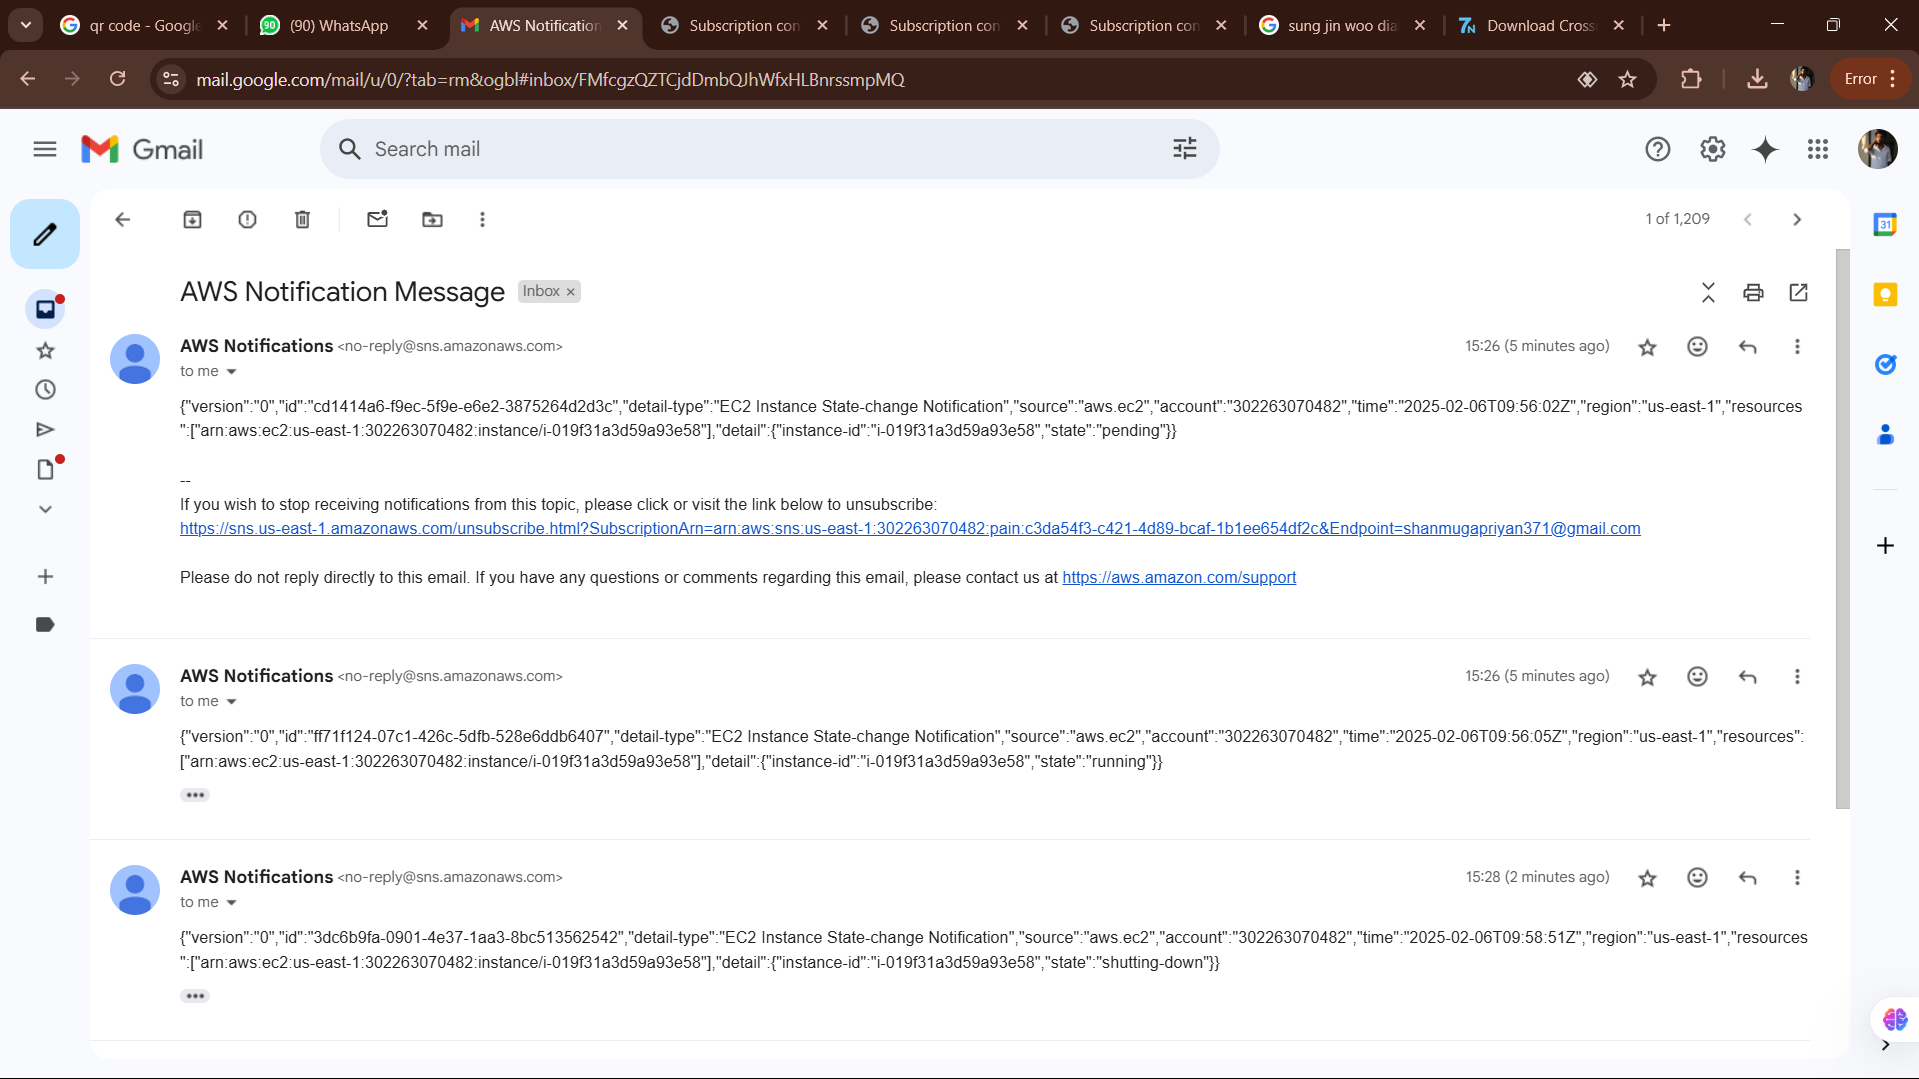 qr code - Google
(90) WhatsApp
AWS Notification
Subscription con
Subscription con
Subscription con
sung jin woo dia
Download Cross
mail.google.com/mail/u/0/?tab=rm&ogbl#inbox/FMfcgzQZTCjdDmbQJhWfxHLBnrssmpMQ
Error
Gmail
Search mail
1 of 1,209
31
AWS Notification Message
Inbox
AWS Notifications <no-reply@sns.amazonaws.com>
15:26 (5 minutes ago)
to me
{"version":"0","id":"cd1414a6-f9ec-5f9e-e6e2-3875264d2d3c","detail-type":"EC2 Instance State-change Notification","source":"aws.ec2","account":"302263070482","time":"2025-02-06T09:56:02Z","region":"us-east-1","resources
":["arn:aws:ec2:us-east-1:302263070482:instance/i-019f31a3d59a93e58"],"detail":{"instance-id":"i-019f31a3d59a93e58","state":"pending"}}
--
If you wish to stop receiving notifications from this topic, please click or visit the link below to unsubscribe:
https://sns.us-east-1.amazonaws.com/unsubscribe.html?SubscriptionArn=arn:aws:sns:us-east-1:302263070482:pain:c3da54f3-c421-4d89-bcaf-1b1ee654df2c&Endpoint=shanmugapriyan371@gmail.com
Please do not reply directly to this email. If you have any questions or comments regarding this email, please contact us at https://aws.amazon.com/support
AWS Notifications <no-reply@sns.amazonaws.com>
15:26 (5 minutes ago)
to me
{"version":"0","id":"ff71f124-07c1-426c-5dfb-528e6ddb6407","detail-type":"EC2 Instance State-change Notification","source":"aws.ec2","account":"302263070482","time":"2025-02-06T09:56:05Z","region":"us-east-1","resources":
["arn:aws:ec2:us-east-1:302263070482:instance/i-019f31a3d59a93e58"],"detail":{"instance-id":"i-019f31a3d59a93e58","state":"running"}}
AWS Notifications <no-reply@sns.amazonaws.com>
15:28 (2 minutes ago)
to me
{"version":"0","id":"3dc6b9fa-0901-4e37-1aa3-8bc513562542","detail-type":"EC2 Instance State-change Notification","source":"aws.ec2","account":"302263070482","time":"2025-02-06T09:58:51Z","region":"us-east-1","resources
":["arn:aws:ec2:us-east-1:302263070482:instance/i-019f31a3d59a93e58"],"detail":{"instance-id":"i-019f31a3d59a93e58","state":"shutting-down"}}